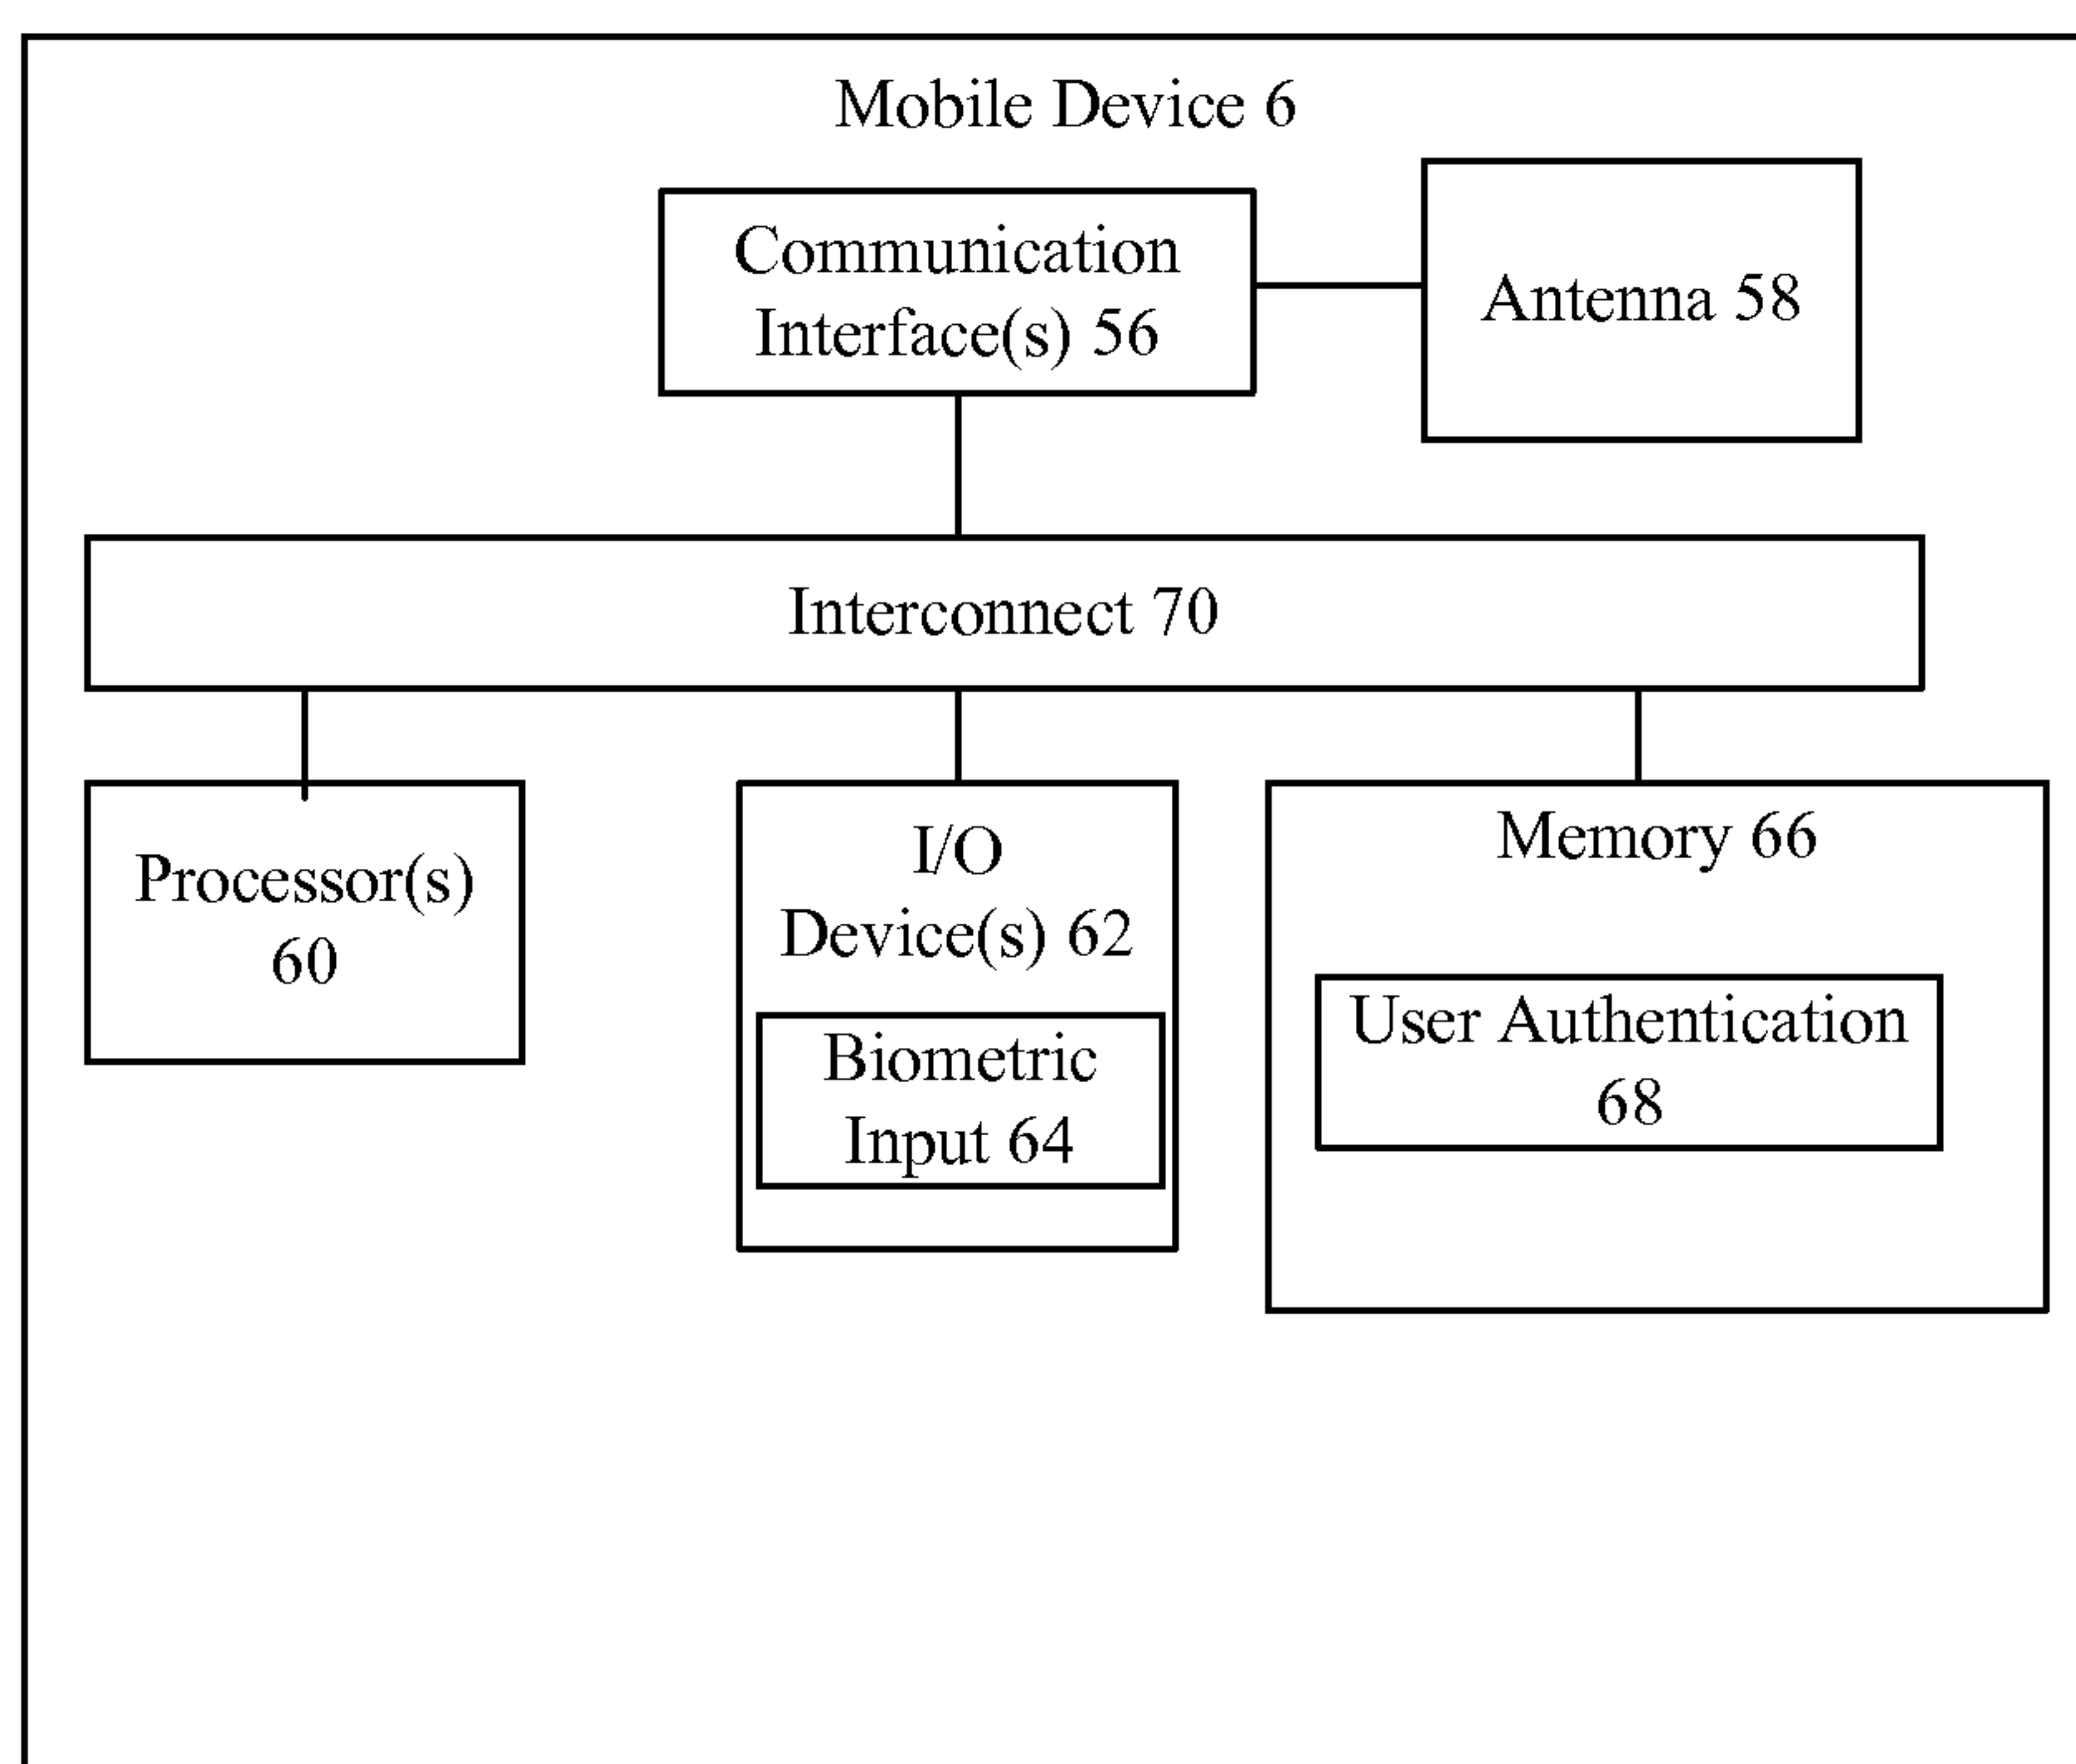 Mobile Device 6
Communication
Interface(s) 56
Antenna 58
Interconnect 70
Processor(s)
60
I/O
Device(s) 62
Biometric
Input 64
Memory 66
User Authentication
68